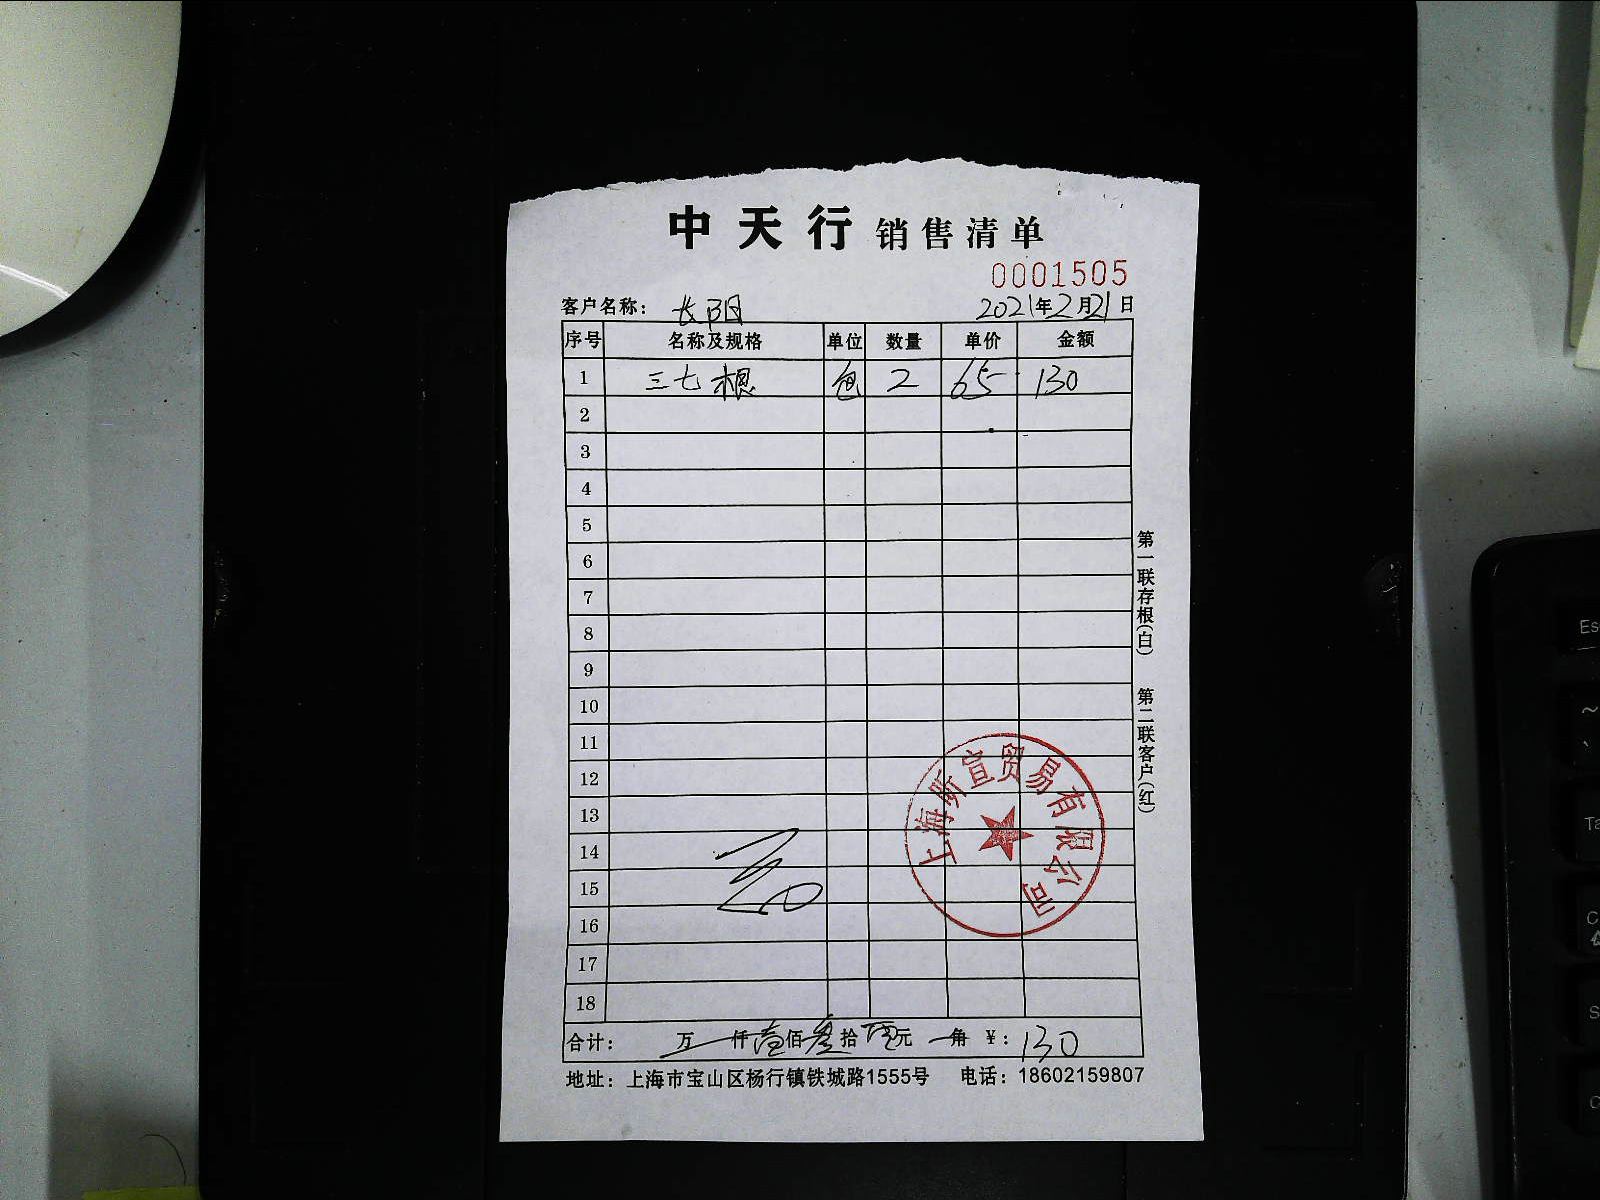 中天行 销售清单
0001505
客户名称： 长阳 2021年2月21日
序号 名称及规格 单位 数量 单价 金额
1 三七根 包 2 65 130
2
3
4
5
6
7
8
9
10
11
12
13
14
15
16
17
18
合计： 万 仟壹佰叁拾零元 角 ¥：130
地址：上海市宝山区杨行镇铁城路1555号 电话：18602159807
第一联存根（白） 第二联客户（红）
上海昕宣贸易有限公司
Es
~
Ta
C
S
C